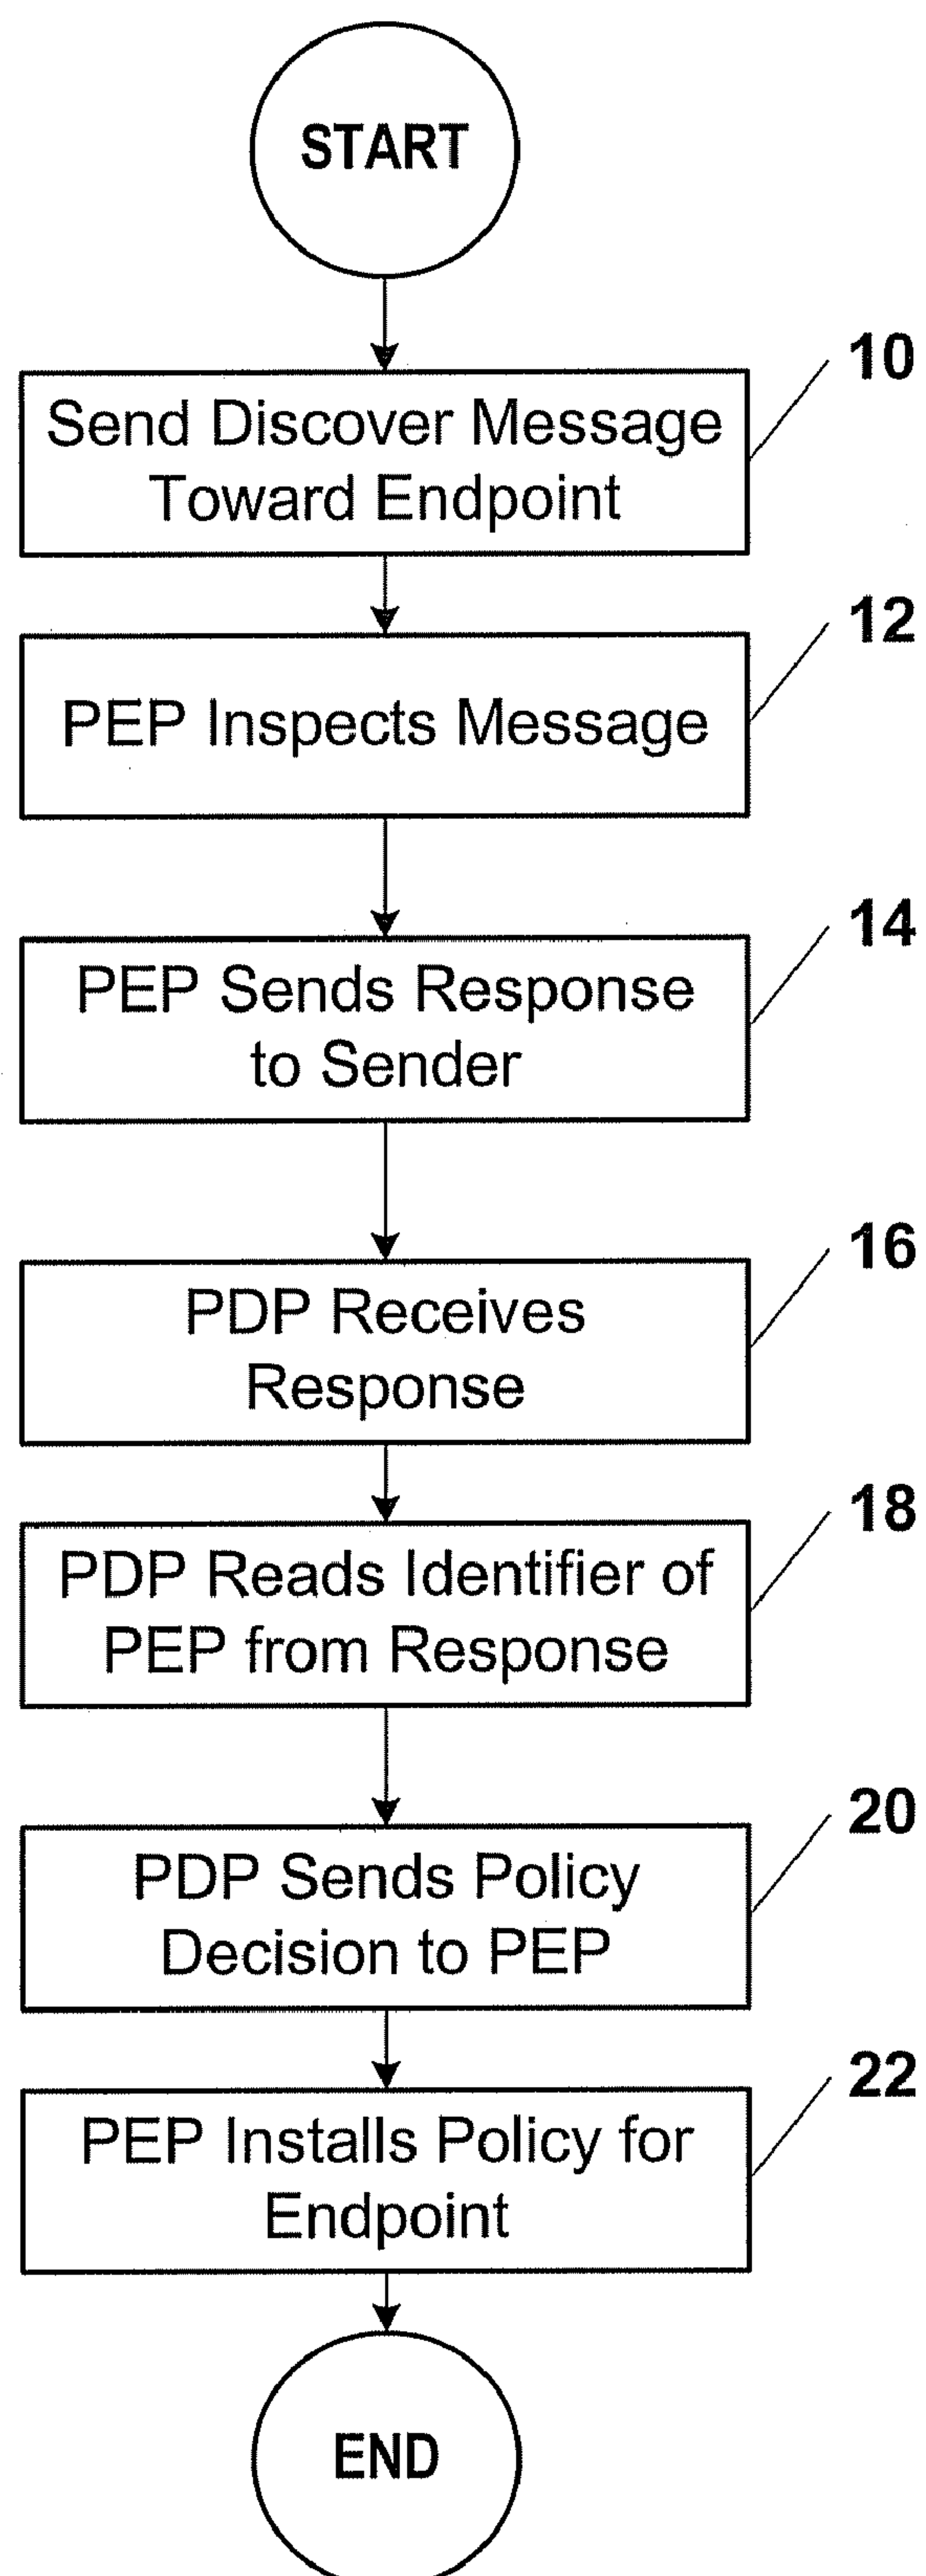 START
10
Send Discover Message
Toward Endpoint
12
PEP Inspects Message
14
PEP Sends Response
to Sender
16
PDP Receives
Response
18
PDP Reads Identifier of
PEP from Response
20
PDP Sends Policy
Decision to PEP
22
PEP Installs Policy for
Endpoint
END